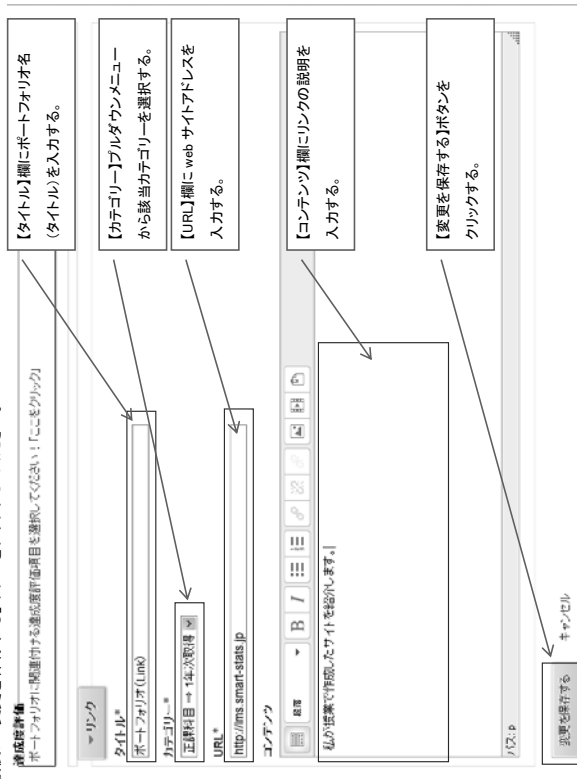 達成度評価
ポートフォリオに関連付ける達成度評価項目を選択してください！「ここをクリック」
リンク
タイトル*
ポートフォリオ(Link)
カテゴリー*
正課科目 → 1年次取得
URL*
http://lms.smart-stats.jp
コンテンツ
段落
B I
私が授業で作成したサイトを紹介します。
パス: p
変更を保存する
キャンセル
【タイトル】欄にポートフォリオ名
(タイトル)を入力する。
【カテゴリー】プルダウンメニュー
から該当カテゴリーを選択する。
【URL】欄に web サイトアドレスを
入力する。
【コンテンツ】欄にリンクの説明を
入力する。
【変更を保存する】ボタンを
クリックする。